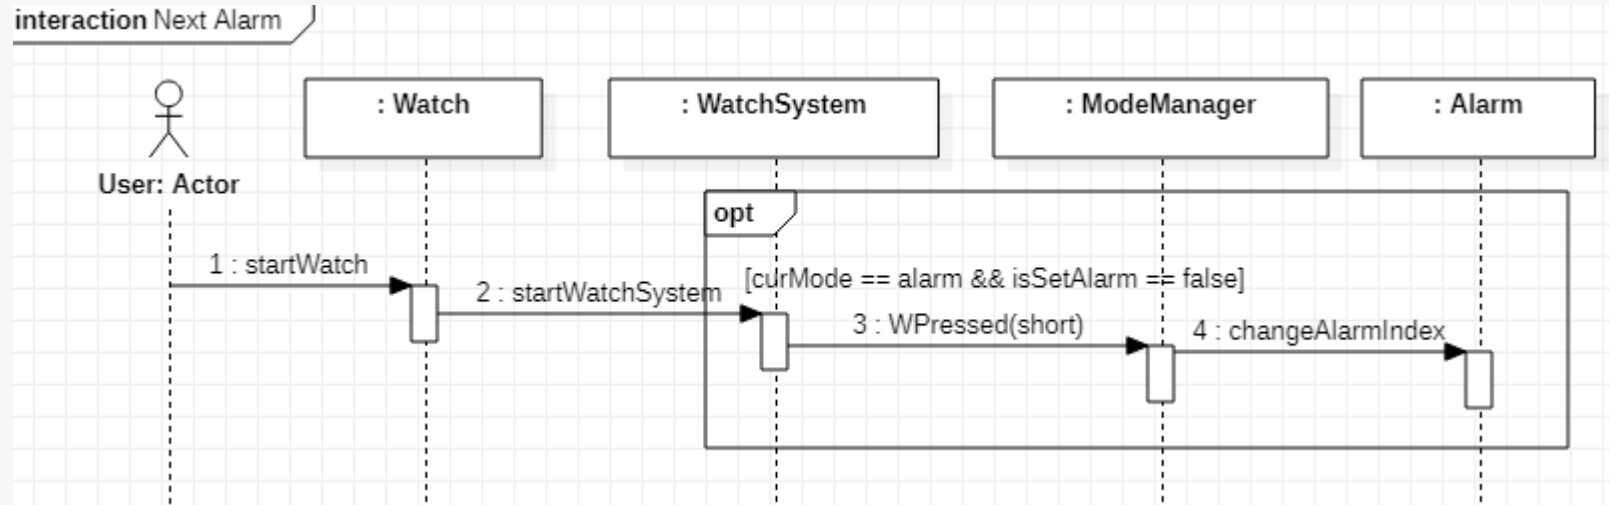 interaction Next Alarm
: Watch
: WatchSystem
: ModeManager
: Alarm
User: Actor
opt
1 : startWatch
2 : startWatchSystem
[curMode == alarm && isSetAlarm == false]
3 : WPressed(short)
4 : changeAlarmIndex